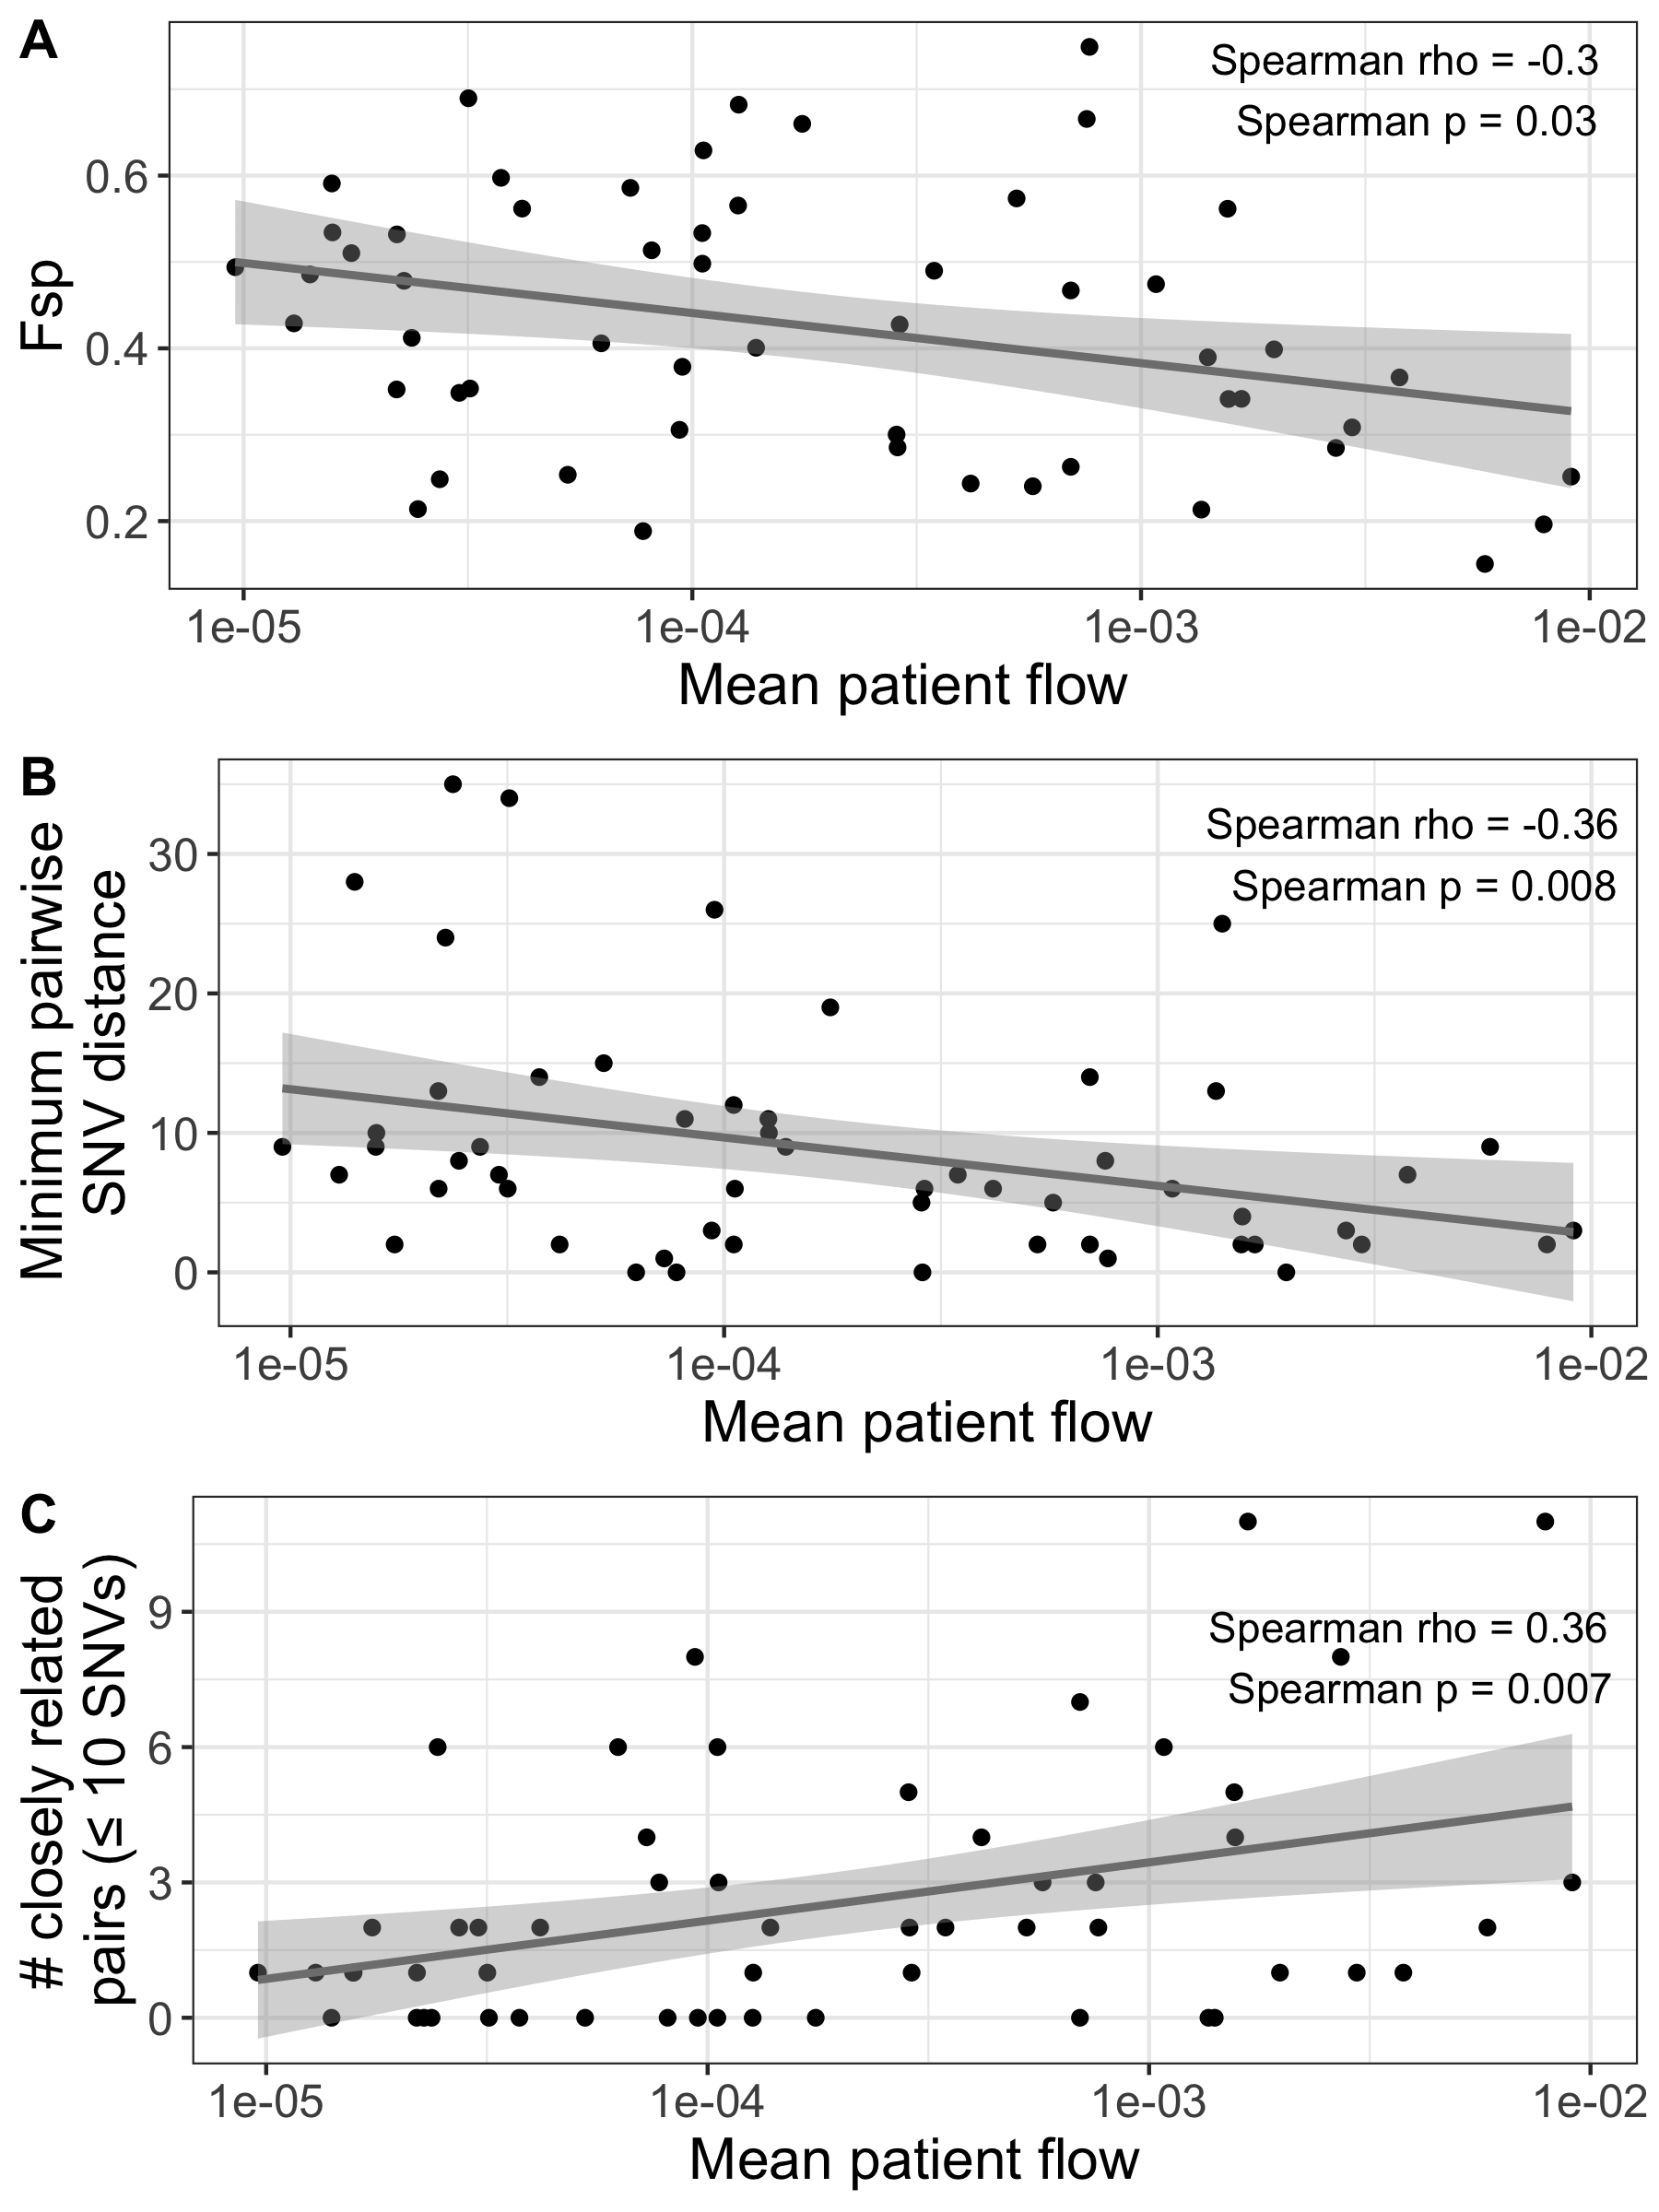 A
Spearman rho = -0.3
Spearman p = 0.03
Fsp
0.6
0.4
0.2
1e-05
1e-04
1e-03
1e-02
Mean patient flow
B
Spearman rho = -0.36
Spearman p = 0.008
Minimum pairwise
SNV distance
30
20
10
0
1e-05
1e-04
1e-03
1e-02
Mean patient flow
C
Spearman rho = 0.36
Spearman p = 0.007
# closely related
pairs (≤ 10 SNVs)
9
6
3
0
1e-05
1e-04
1e-03
1e-02
Mean patient flow